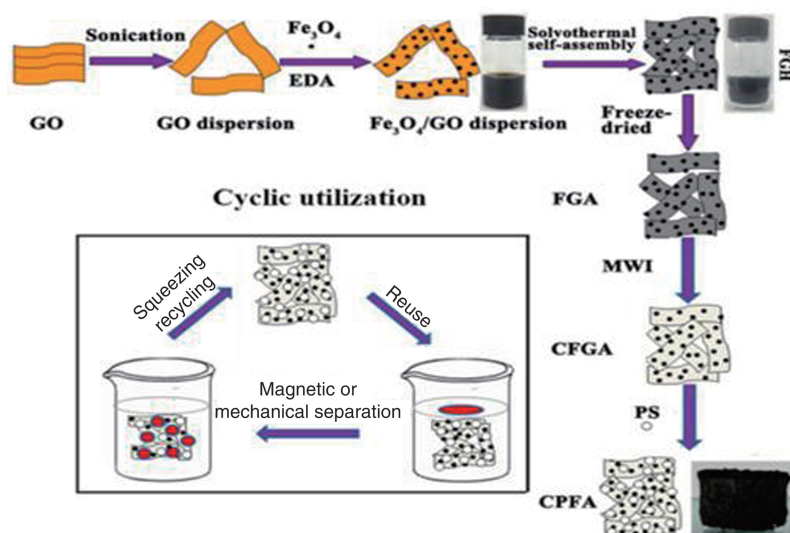 Sonication
Fe3O4
EDA
Solvothermal
self-assembly
FGH
GO
GO dispersion
Fe3O4/GO dispersion
Freeze-
dried
FGA
Cyclic utilization
MWI
Squeezing
recycling
Reuse
CFGA
Magnetic or
mechanical separation
PS
CPFA